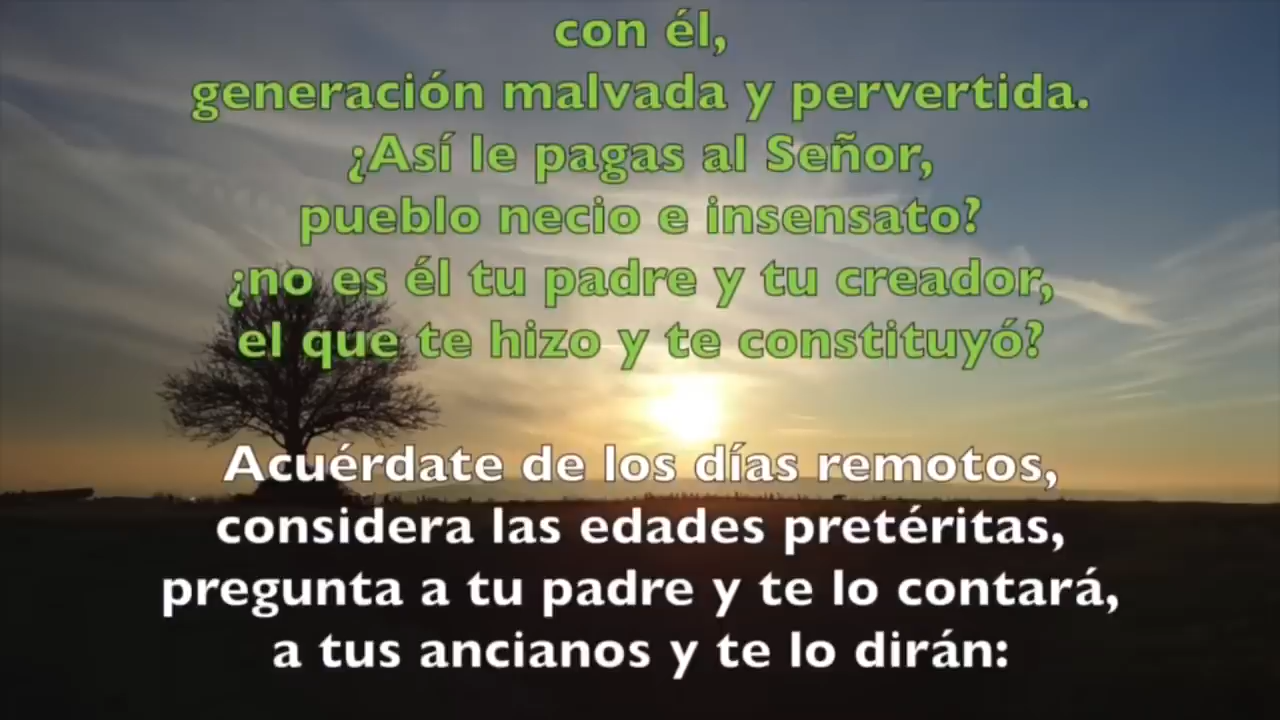 con él,
generación malvada y pervertida.
¿Así le pagas al Señor,
pueblo necio e insensato?
¿no es él tu padre y tu creador,
el que te hizo y te constituyó?
Acuérdate de los días remotos,
considera las edades pretéritas,
pregunta a tu padre y te lo contará,
a tus ancianos y te lo dirán: